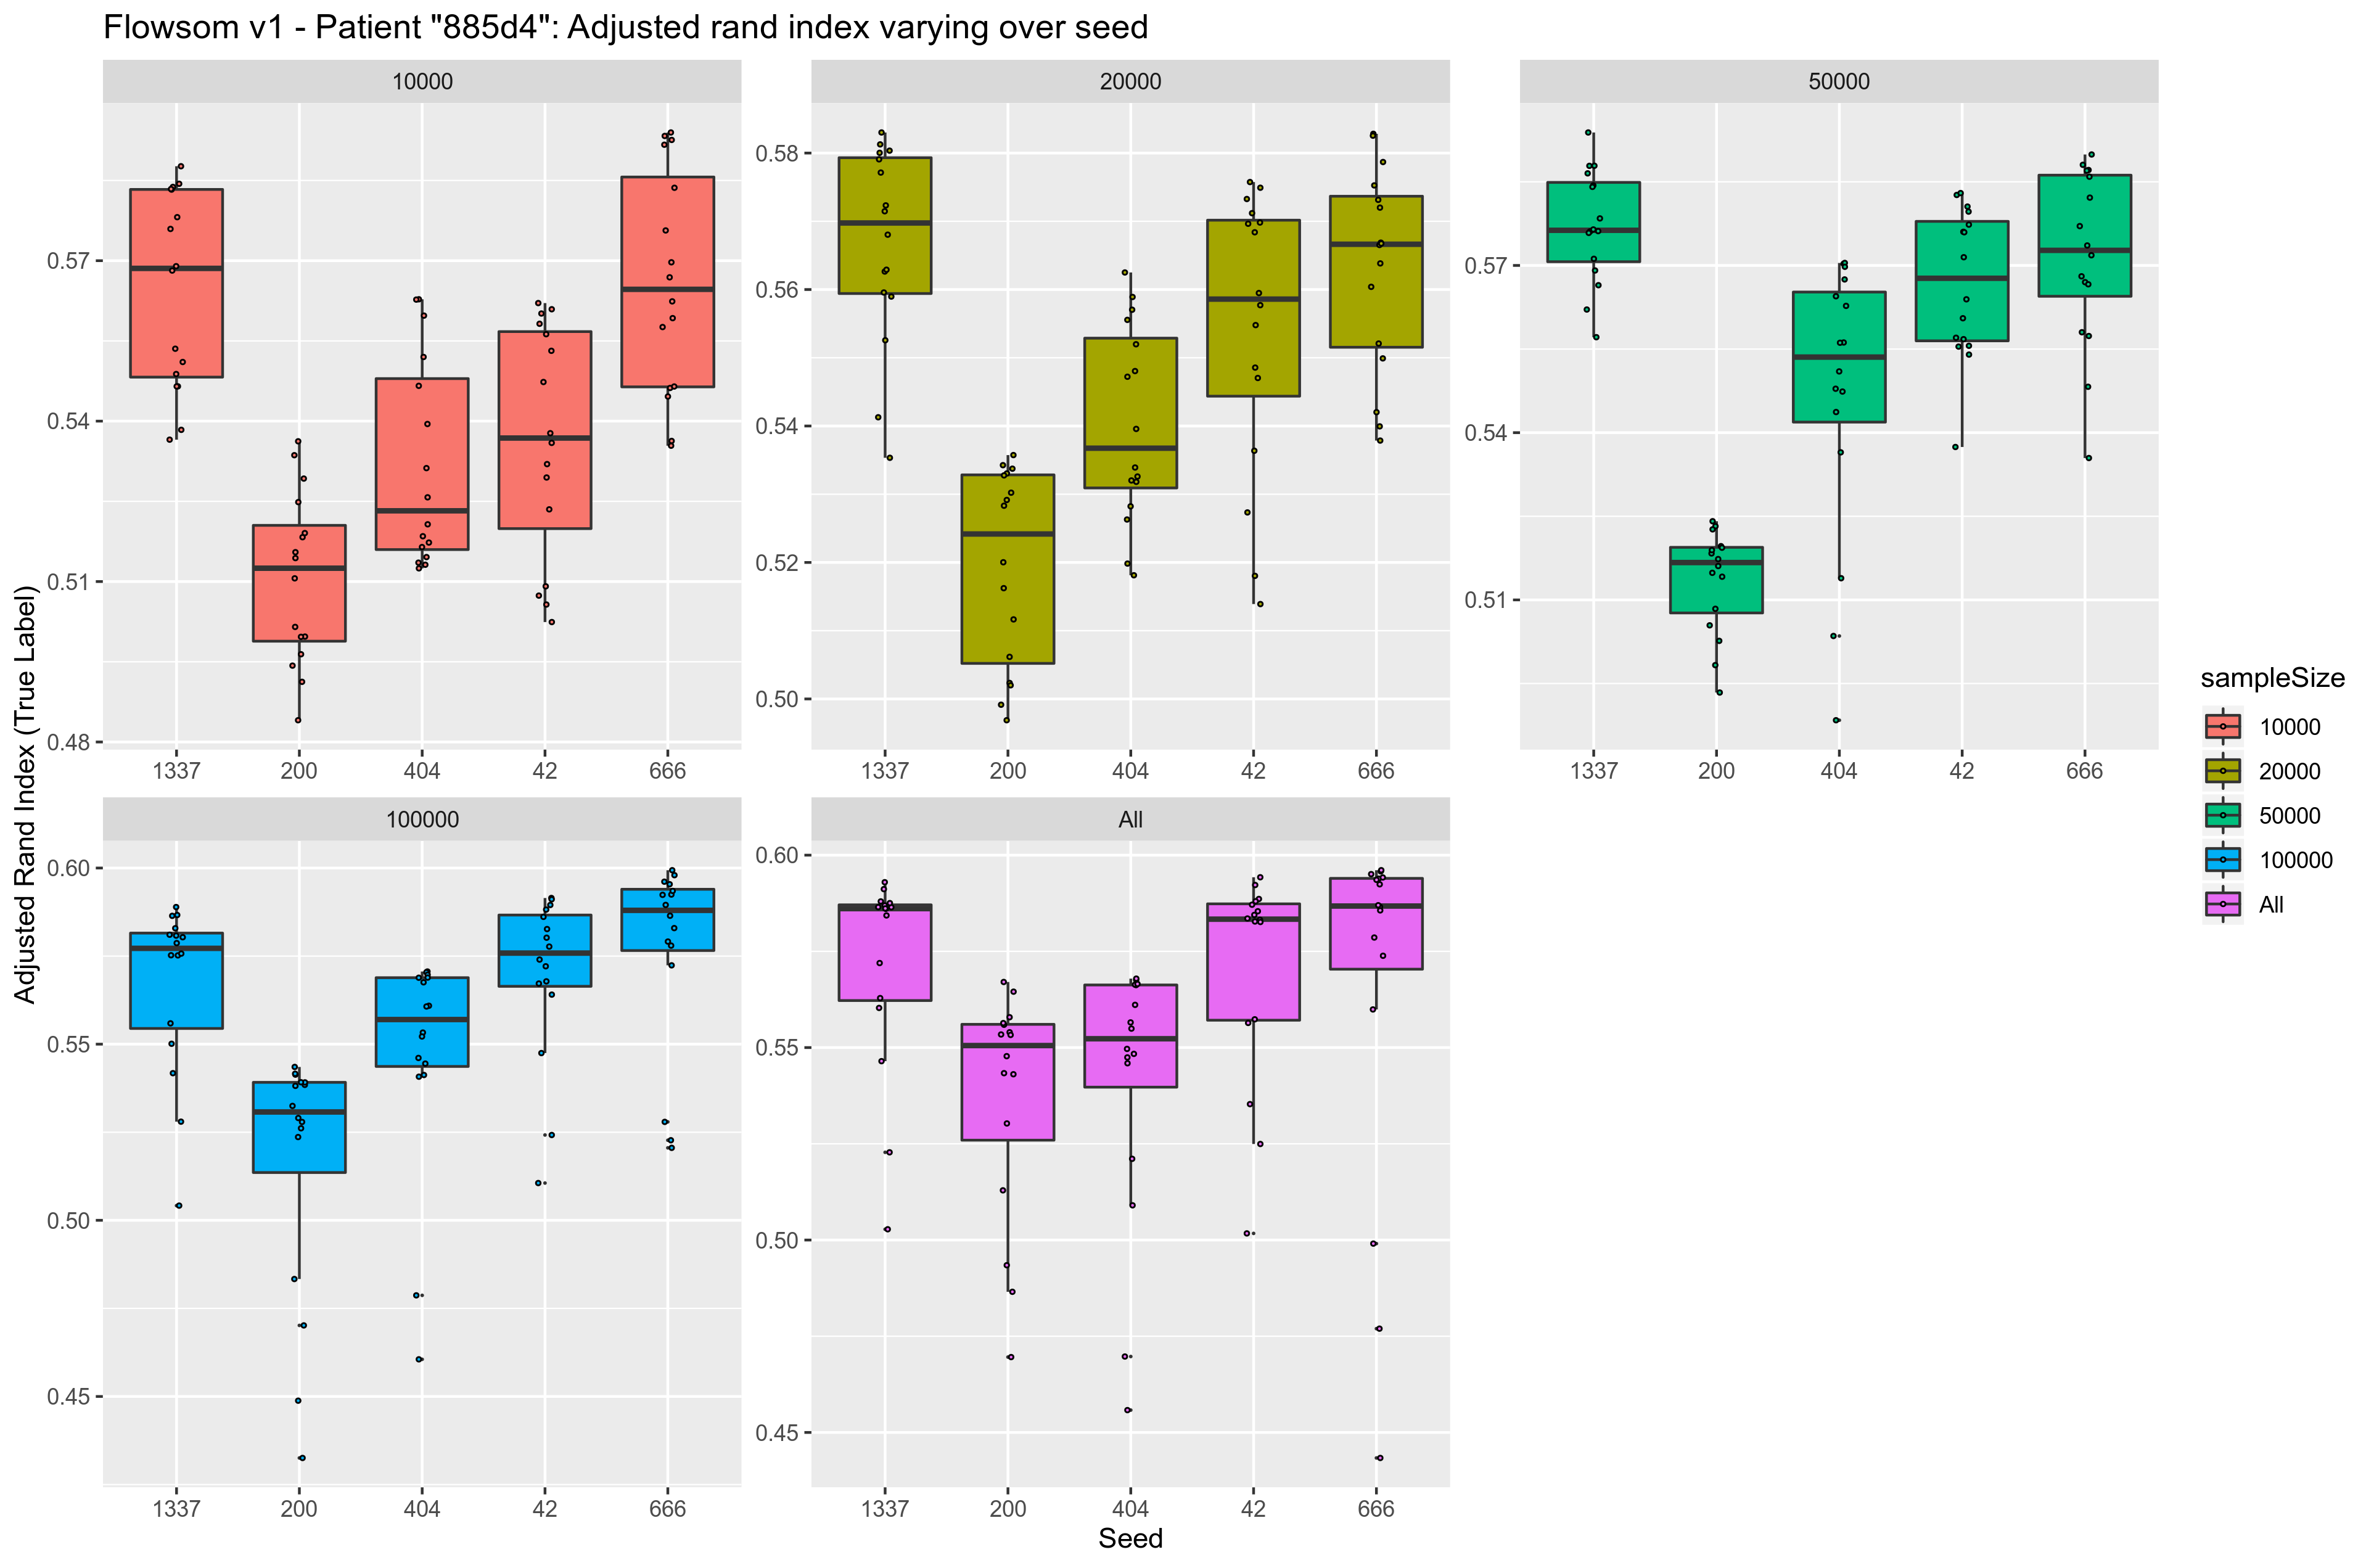 Flowsom v1 - Patient "885d4": Adjusted rand index varying over seed
10000
20000
50000
0.57
0.54
0.51
0.48
0.58
0.56
0.54
0.52
0.50
0.57
0.54
0.51
1337 200 404 42 666
1337 200 404 42 666
1337 200 404 42 666
Adjusted Rand Index (True Label)
100000
All
0.60
0.55
0.50
0.45
0.60
0.55
0.50
0.45
1337 200 404 42 666
1337 200 404 42 666
Seed
sampleSize
10000
20000
50000
100000
All